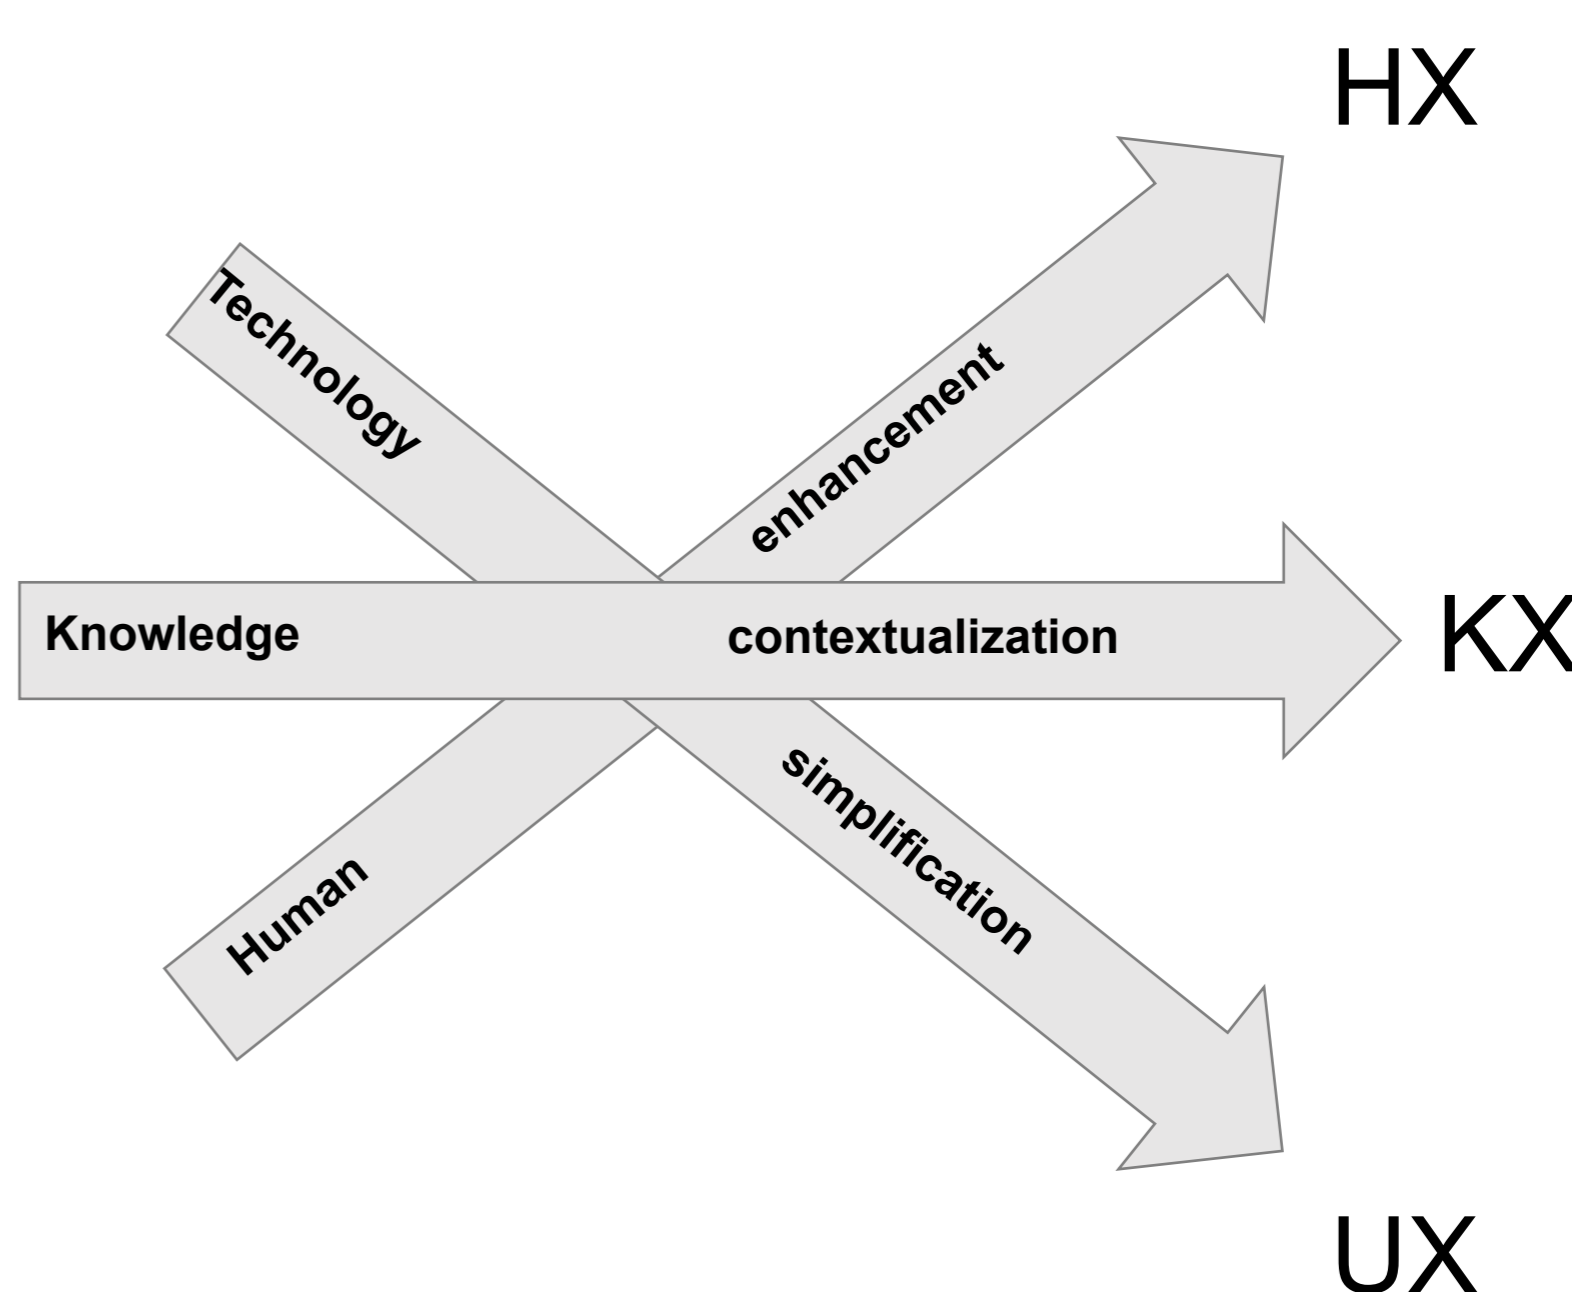 HX
Technology
enhancement
Knowledge
contextualization
KX
Human
simplification
UX